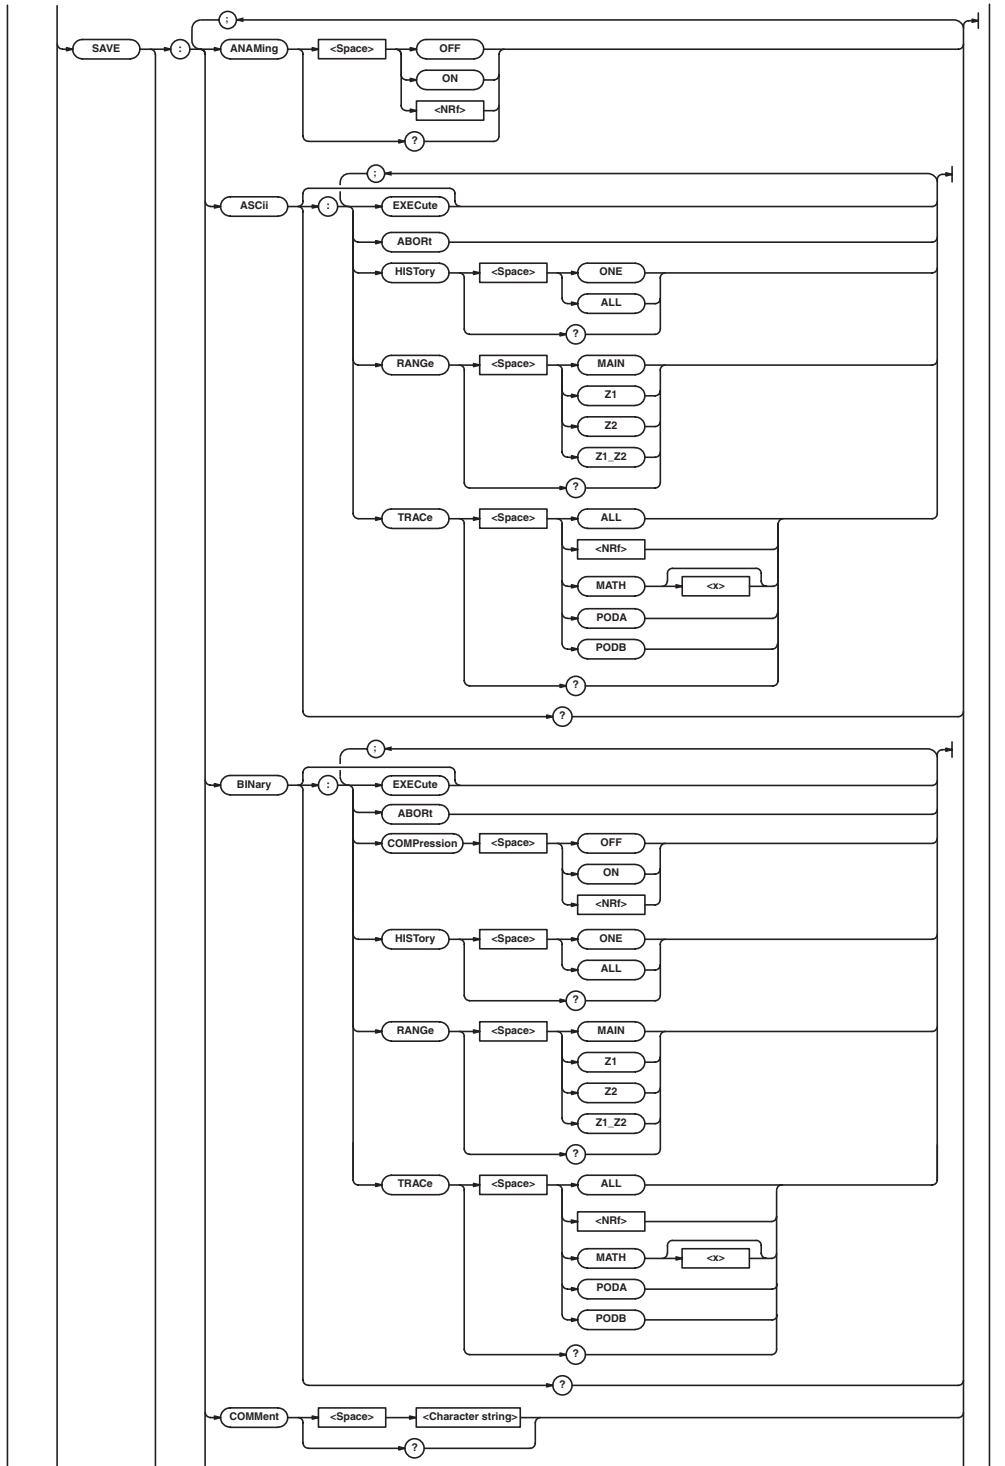 ;
SAVE : ANAMing <Space> OFF
ON
<NRf>
?
;
ASCii : EXECute
ABORt
HISTory <Space> ONE
ALL
?
RANGe <Space> MAIN
Z1
Z2
Z1_Z2
?
TRACe <Space> ALL
<NRf>
MATH <x>
PODA
PODB
?
?
;
BINary : EXECute
ABORt
COMPression <Space> OFF
ON
<NRf>
HISTory <Space> ONE
ALL
?
RANGe <Space> MAIN
Z1
Z2
Z1_Z2
?
TRACe <Space> ALL
<NRf>
MATH <x>
PODA
PODB
?
?
COMMent <Space> <Character string>
?